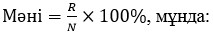 Мәні = R/N × 100%, мұнда: